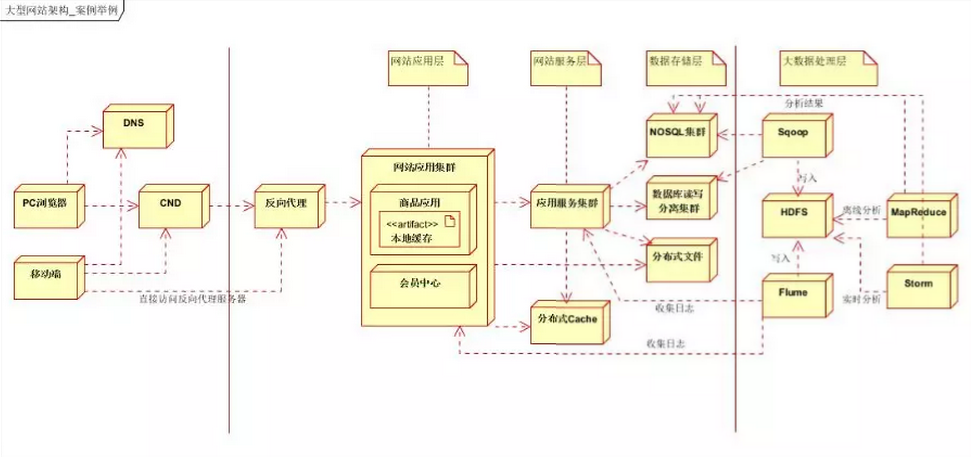 大型网站架构_案例举例
网站应用层
网站服务层
数据存储层
大数据处理层
分析结果
DNS
NOSQL集群
Sqoop
网站应用集群
写入
PC浏览器
CND
反向代理
商品应用
<<artifact>>
本地缓存
应用服务集群
数据库读写
分离集群
HDFS
离线分析
MapReduce
分布式文件
写入
移动端
会员中心
Flume
Storm
直接访问反向代理服务器
实时分析
收集日志
分布式Cache
收集日志